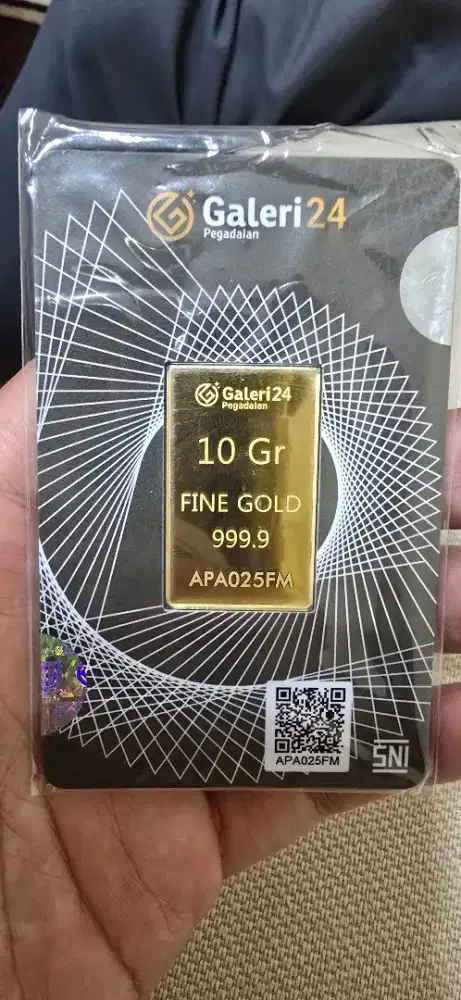 Galeri24
Pegadaian
Galeri24
Pegadaian
10 Gr
FINE GOLD
999.9
APA025FM
APA025FM
SNI